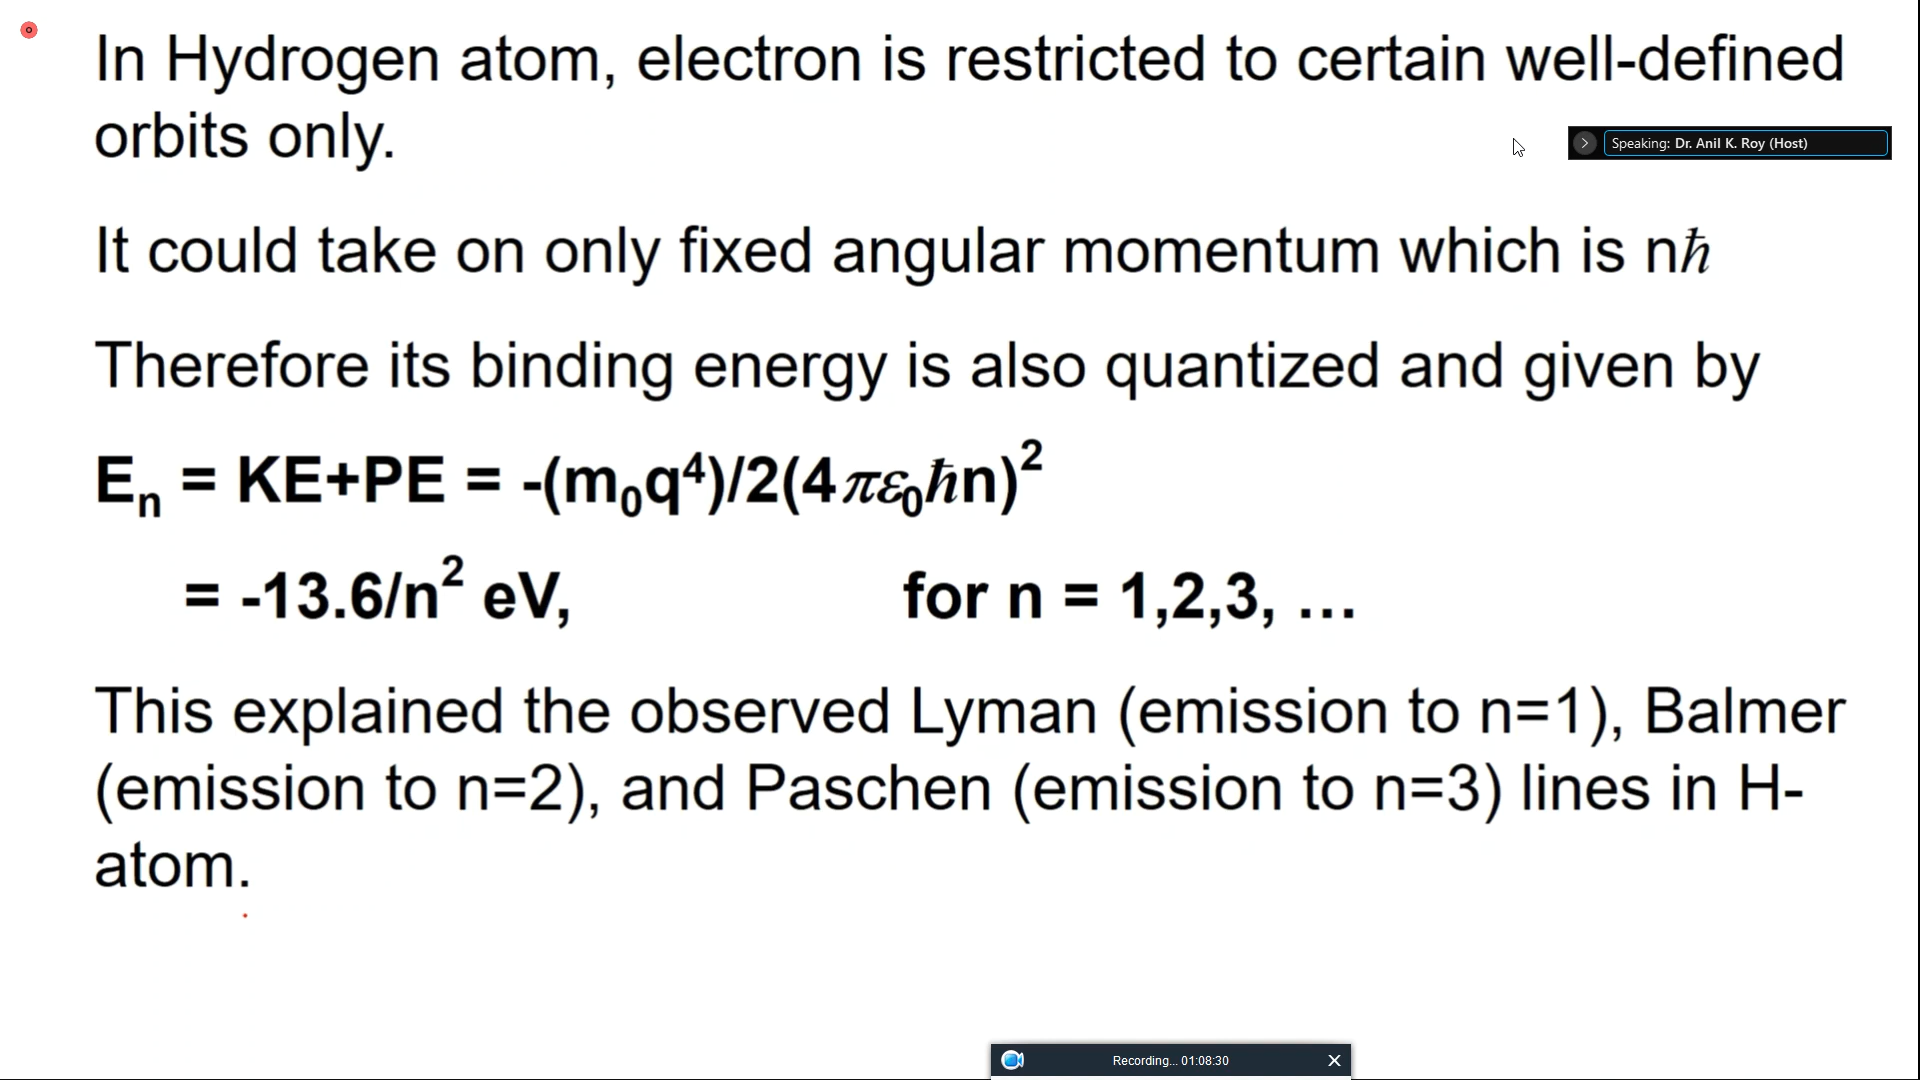 In Hydrogen atom, electron is restricted to certain well-defined
orbits only.
Speaking: Dr. Anil K. Roy (Host)
It could take on only fixed angular momentum which is nℏ
Therefore its binding energy is also quantized and given by
Eₙ = KE+PE = -(m₀q⁴)/2(4πε₀ℏn)²
= -13.6/n² eV, for n = 1,2,3, …
This explained the observed Lyman (emission to n=1), Balmer
(emission to n=2), and Paschen (emission to n=3) lines in H-
atom.
Recording... 01:08:30